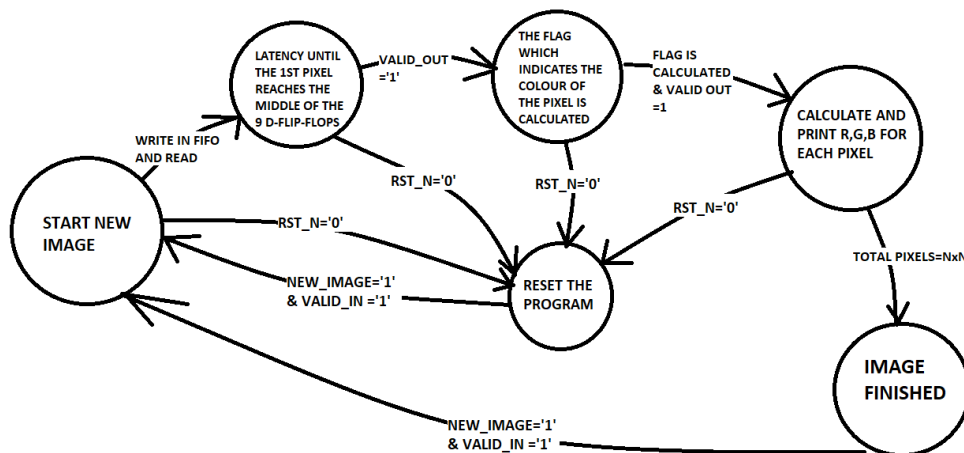 LATENCY UNTIL
THE 1ST PIXEL
REACHES THE
MIDDLE OF THE
9 D-FLIP-FLOPS
VALID_OUT
='1'
THE FLAG
WHICH
INDICATES THE
COLOUR OF
THE PIXEL IS
CALCULATED
FLAG IS
CALCULATED
& VALID OUT
=1
CALCULATE AND
PRINT R,G,B FOR
EACH PIXEL
WRITE IN FIFO
AND READ
RST_N='0'
RST_N='0'
RST_N='0'
START NEW
IMAGE
RST_N='0'
NEW_IMAGE='1'
& VALID_IN ='1'
RESET THE
PROGRAM
TOTAL PIXELS=NxN
IMAGE
FINISHED
NEW_IMAGE='1'
& VALID_IN ='1'